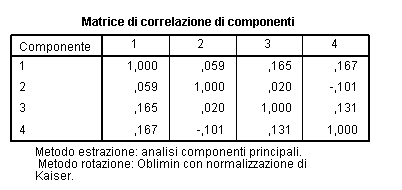 Matrice di correlazione di componenti
Componente 1 2 3 4
1 1,000 ,059 ,165 ,167
2 ,059 1,000 ,020 -,101
3 ,165 ,020 1,000 ,131
4 ,167 -,101 ,131 1,000
Metodo estrazione: analisi componenti principali.
Metodo rotazione: Oblimin con normalizzazione di
Kaiser.